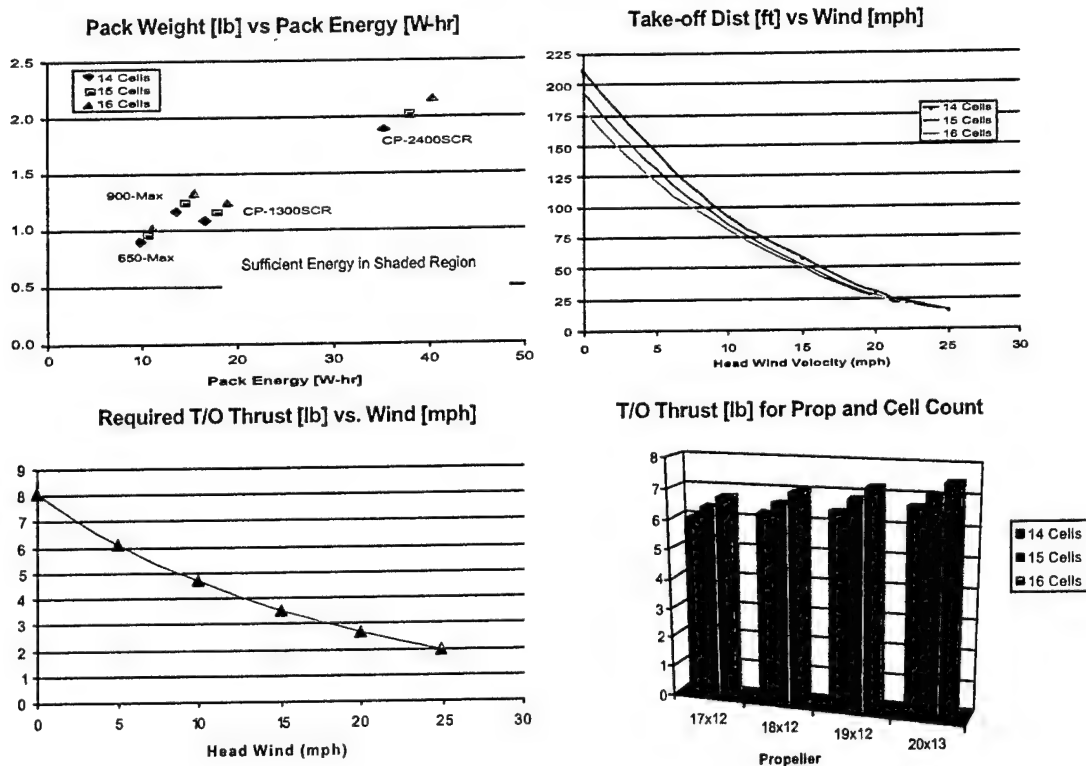 Pack Weight [lb] vs Pack Energy [W-hr]
2.5
2.0
1.5
1.0
0.5
0.0
14 Cells
15 Cells
16 Cells
CP-2400SCR
900-Max
CP-1300SCR
650-Max
Sufficient Energy in Shaded Region
0 10 20 30 40 50
Pack Energy [W-hr]
Take-off Dist [ft] vs Wind [mph]
225
200
175
150
125
100
75
50
25
0
14 Cells
15 Cells
16 Cells
0 5 10 15 20 25 30
Head Wind Velocity (mph)
Required T/O Thrust [lb] vs. Wind [mph]
9
8
7
6
5
4
3
2
1
0
0 5 10 15 20 25 30
Head Wind (mph)
T/O Thrust [lb] for Prop and Cell Count
8
7
6
5
4
3
2
1
0
17x12
18x12
19x12
20x13
Propeller
14 Cells
15 Cells
16 Cells